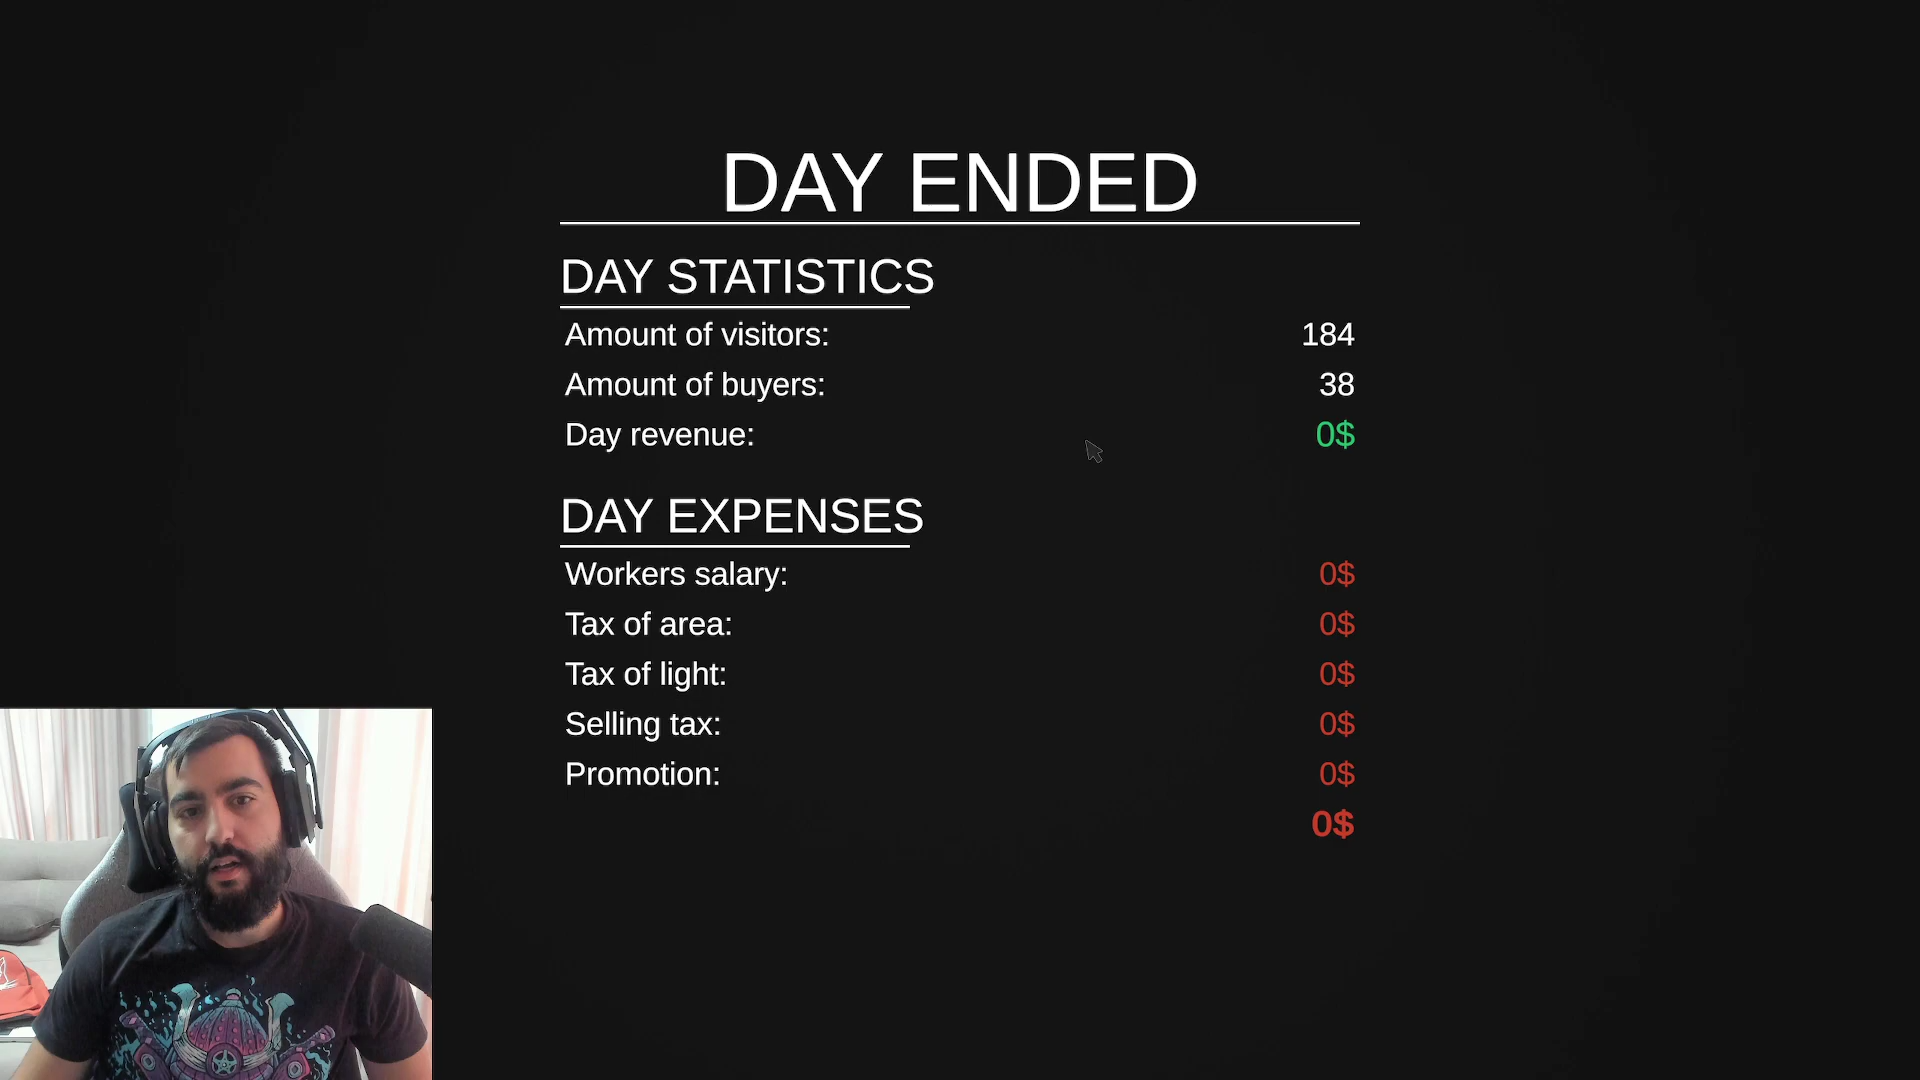 DAY ENDED
DAY STATISTICS
Amount of visitors: 184
Amount of buyers: 38
Day revenue: 0$
DAY EXPENSES
Workers salary: 0$
Tax of area: 0$
Tax of light: 0$
Selling tax: 0$
Promotion: 0$
0$